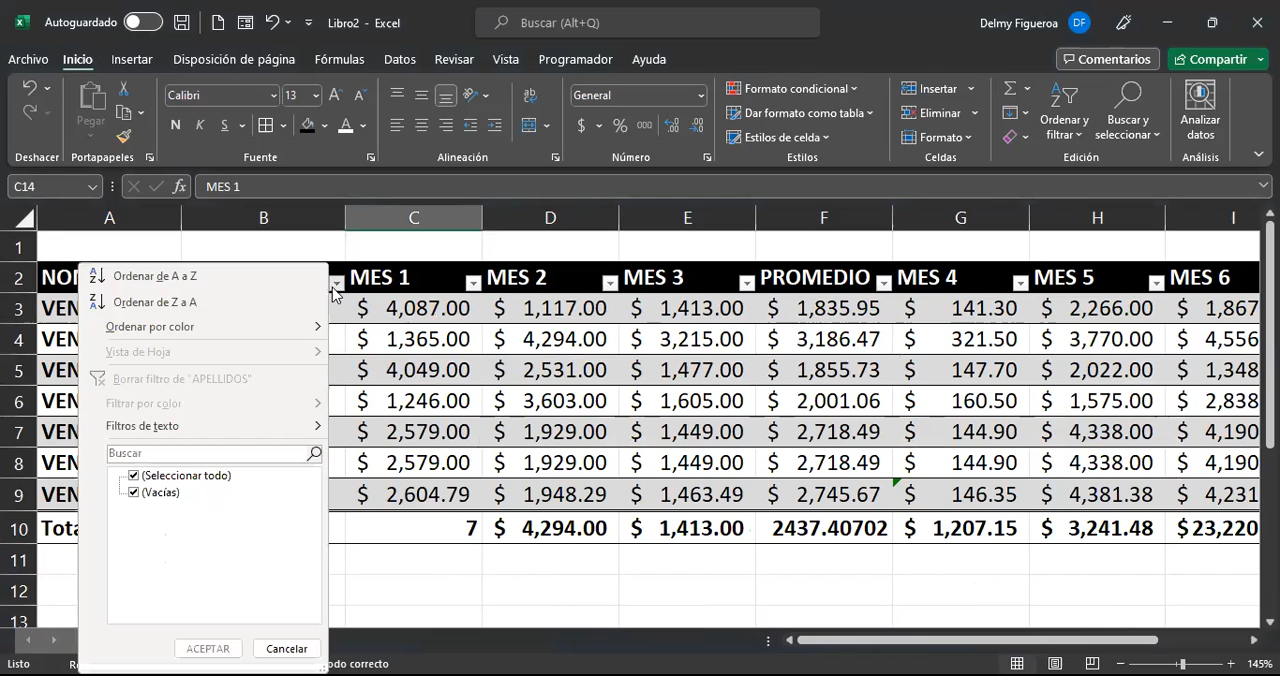 Autoguardado Libro2 - Excel Buscar (Alt+Q) Delmy Figueroa DF
Archivo Inicio Insertar Disposición de página Fórmulas Datos Revisar Vista Programador Ayuda Comentarios Compartir
Pegar
Calibri 13
N K S
ab
General
$ % 000
Formato condicional
Dar formato como tabla
Estilos de celda
Insertar
Eliminar
Formato
Ordenar y filtrar
Buscar y seleccionar
Analizar datos
Deshacer Portapapeles Fuente Alineación Número Estilos Celdas Edición Análisis
C14 fx MES 1
A B C D E F G H I
1
2 NOM MES 1 MES 2 MES 3 PROMEDIO MES 4 MES 5 MES 6
3 VEN $ 4,087.00 $ 1,117.00 $ 1,413.00 $ 1,835.95 $ 141.30 $ 2,266.00 $ 1,867
4 VEN $ 1,365.00 $ 4,294.00 $ 3,215.00 $ 3,186.47 $ 321.50 $ 3,770.00 $ 4,556
5 VEN $ 4,049.00 $ 2,531.00 $ 1,477.00 $ 1,855.73 $ 147.70 $ 2,022.00 $ 1,348
6 VEN $ 1,246.00 $ 3,603.00 $ 1,605.00 $ 2,001.06 $ 160.50 $ 1,575.00 $ 2,838
7 VEN $ 2,579.00 $ 1,929.00 $ 1,449.00 $ 2,718.49 $ 144.90 $ 4,338.00 $ 4,190
8 VEN $ 2,579.00 $ 1,929.00 $ 1,449.00 $ 2,718.49 $ 144.90 $ 4,338.00 $ 4,190
9 VEN $ 2,604.79 $ 1,948.29 $ 1,463.49 $ 2,745.67 $ 146.35 $ 4,381.38 $ 4,231
10 Tota 7 $ 4,294.00 $ 1,413.00 2437.40702 $ 1,207.15 $ 3,241.48 $23,220
11
12
13
Ordenar de A a Z
Ordenar de Z a A
Ordenar por color
Vista de Hoja
Borrar filtro de "APELLIDOS"
Filtrar por color
Filtros de texto
Buscar
(Seleccionar todo)
(Vacías)
ACEPTAR Cancelar
Listo Re odo correcto 145%